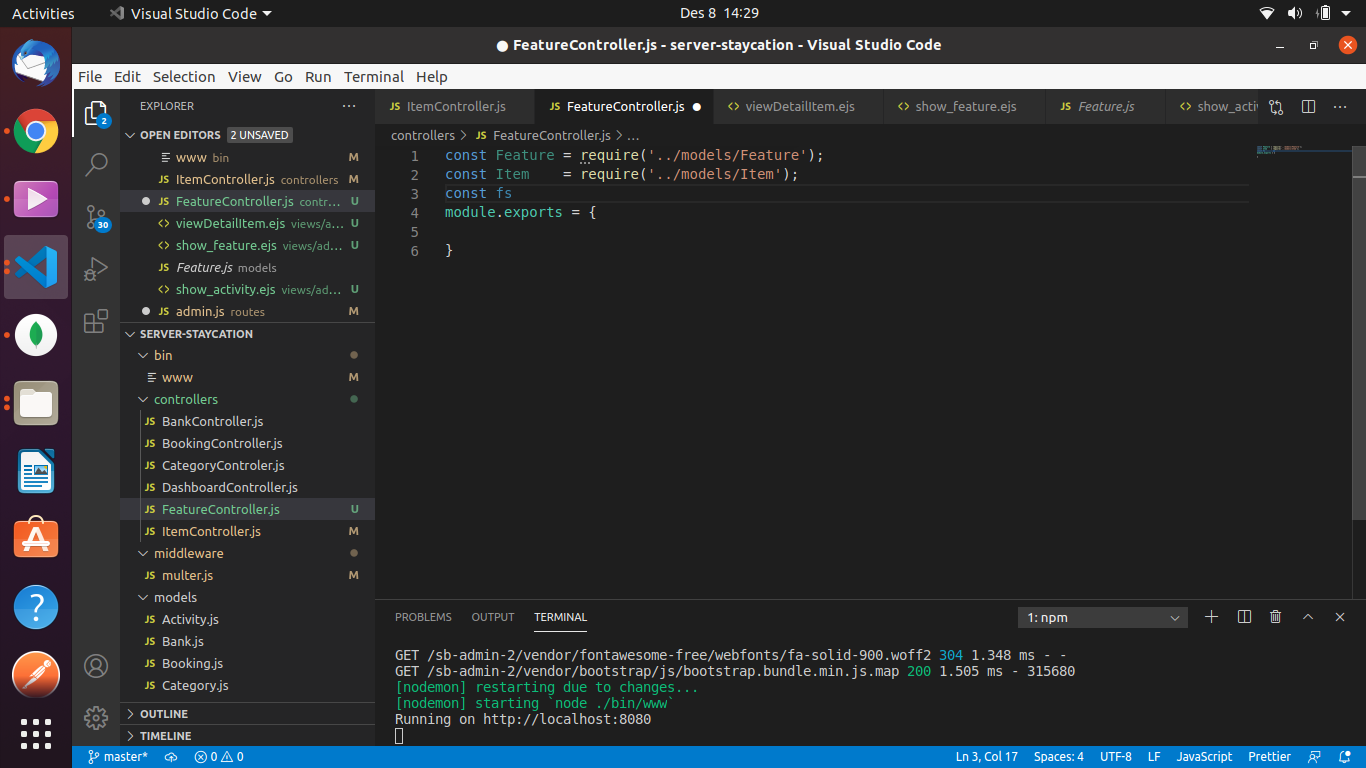 Activities Visual Studio Code Des 8 14:29
● FeatureController.js - server-staycation - Visual Studio Code
File Edit Selection View Go Run Terminal Help
EXPLORER
OPEN EDITORS 2 UNSAVED
www bin M
JS ItemController.js controllers M
JS FeatureController.js contr... U
viewDetailItem.ejs views/a... U
show_feature.ejs views/ad... U
JS Feature.js models
show_activity.ejs views/ad... U
JS admin.js routes M
SERVER-STAYCATION
bin
www M
controllers
JS BankController.js
JS BookingController.js
JS CategoryControler.js
JS DashboardController.js
JS FeatureController.js U
JS ItemController.js M
middleware
JS multer.js M
models
JS Activity.js
JS Bank.js
JS Booking.js
JS Category.js
OUTLINE
TIMELINE
2
30
JS ItemController.js JS FeatureController.js ● viewDetailItem.ejs show_feature.ejs JS Feature.js show_activ
controllers > JS FeatureController.js > ...
1 const Feature = require('../models/Feature');
2 const Item    = require('../models/Item');
3 const fs
4 module.exports = {
5
6 }
PROBLEMS OUTPUT TERMINAL 1: npm
GET /sb-admin-2/vendor/fontawesome-free/webfonts/fa-solid-900.woff2 304 1.348 ms - -
GET /sb-admin-2/vendor/bootstrap/js/bootstrap.bundle.min.js.map 200 1.505 ms - 315680
[nodemon] restarting due to changes...
[nodemon] starting `node ./bin/www`
Running on http://localhost:8080
master* 0 0 Ln 3, Col 17 Spaces: 4 UTF-8 LF JavaScript Prettier